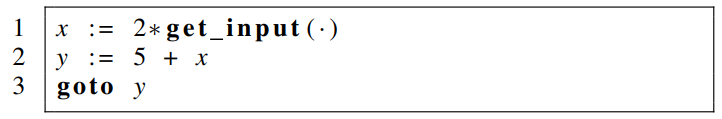 1 x := 2*get_input(·)
2 y := 5 + x
3 goto y